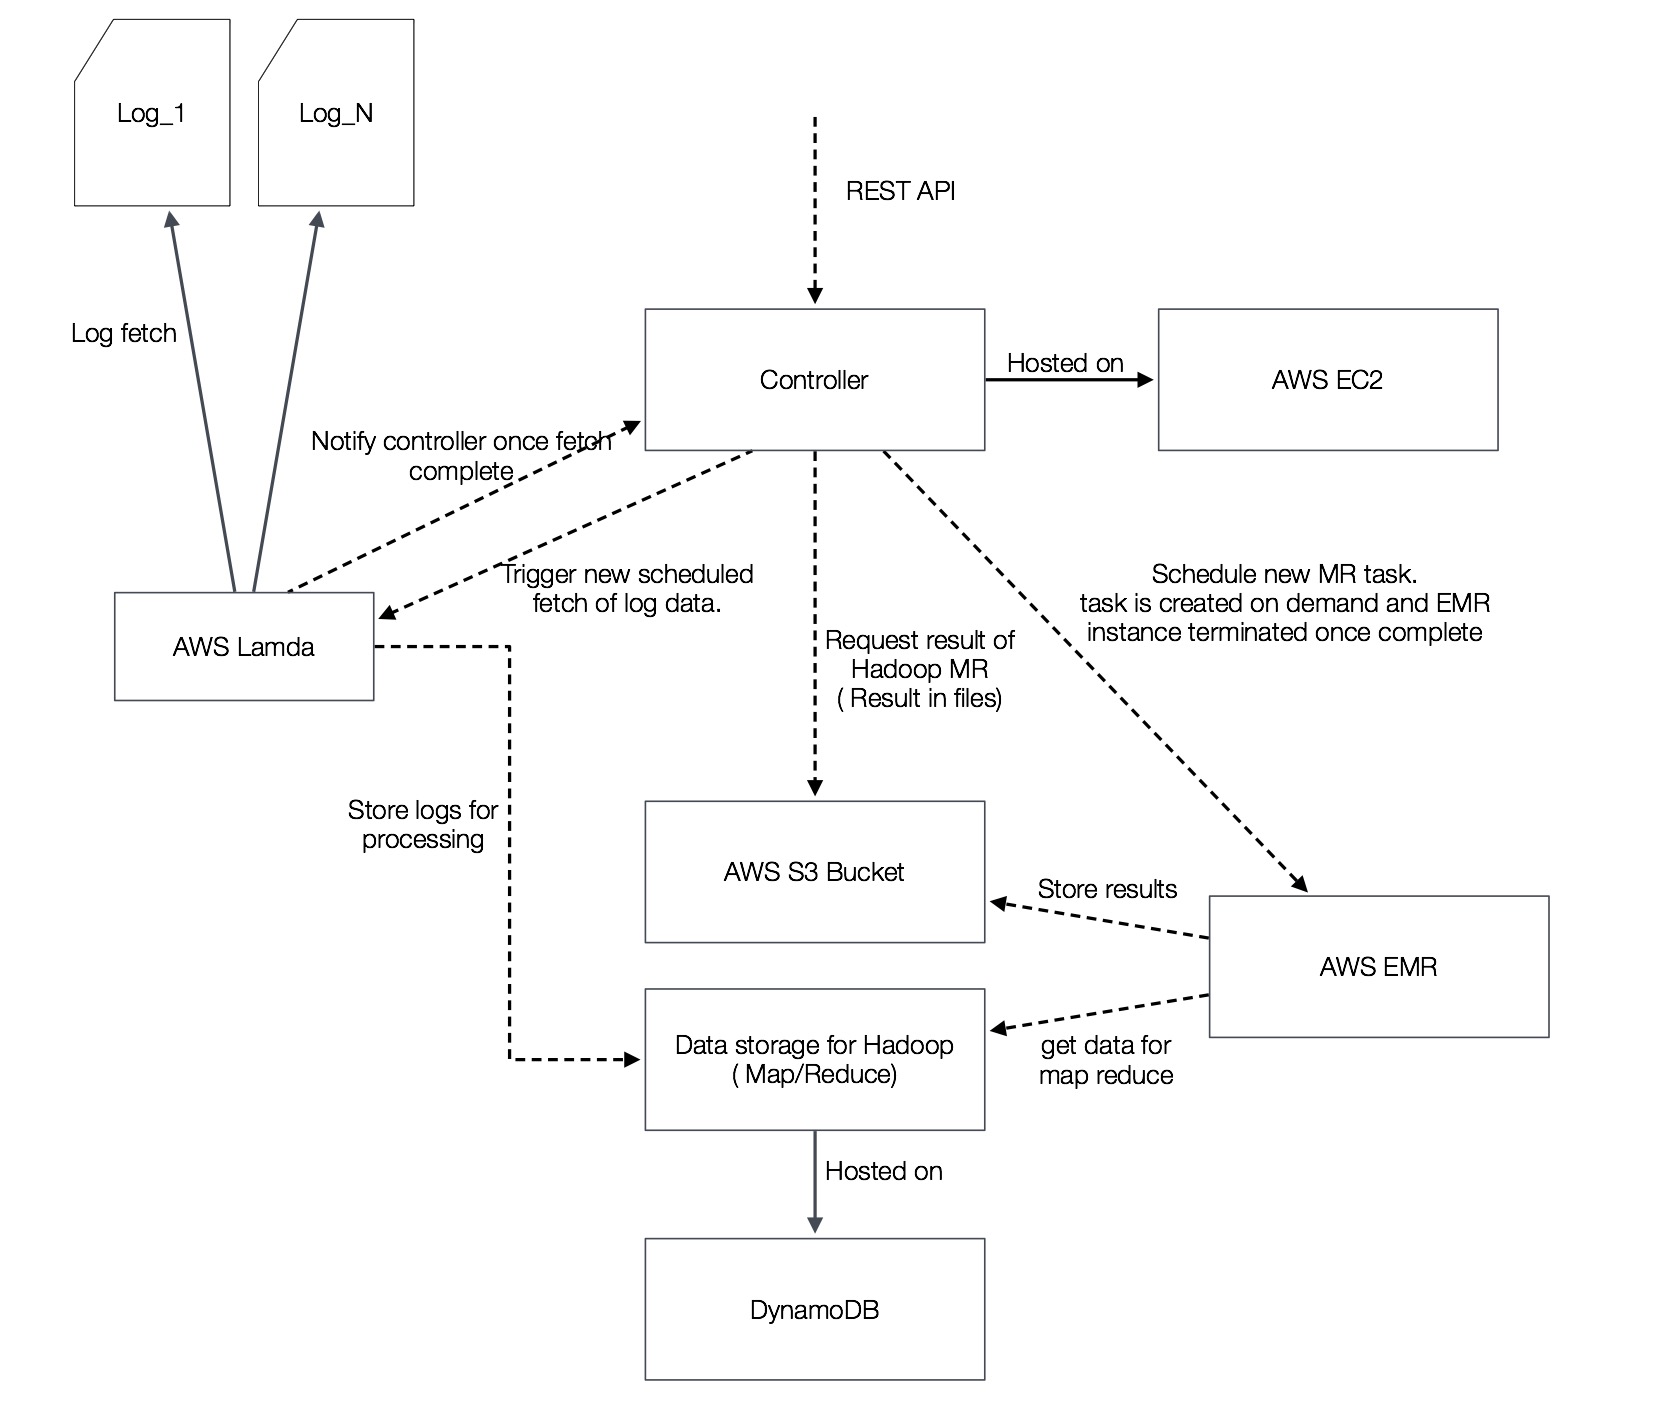 Log_1
Log_N
REST API
Log fetch
Controller
Hosted on
AWS EC2
Notify controller once fetch
complete
Trigger new scheduled
fetch of log data.
Schedule new MR task.
task is created on demand and EMR
instance terminated once complete
AWS Lamda
Request result of
Hadoop MR
( Result in files)
Store logs for
processing
AWS S3 Bucket
Store results
AWS EMR
Data storage for Hadoop
( Map/Reduce)
get data for
map reduce
Hosted on
DynamoDB